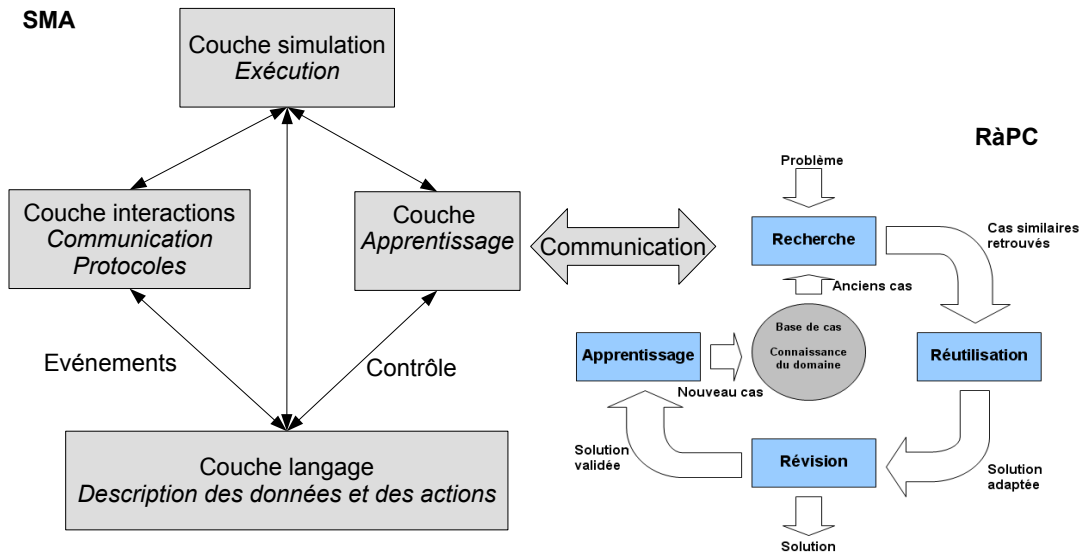 SMA
Couche simulation
Exécution
Couche interactions
Communication
Protocoles
Couche
Apprentissage
Evénements
Contrôle
Couche langage
Description des données et des actions
Communication
RàPC
Problème
Recherche
Cas similaires
retrouvés
Anciens cas
Base de cas
Connaissance
du domaine
Apprentissage
Nouveau cas
Réutilisation
Solution
validée
Révision
Solution
adaptée
Solution